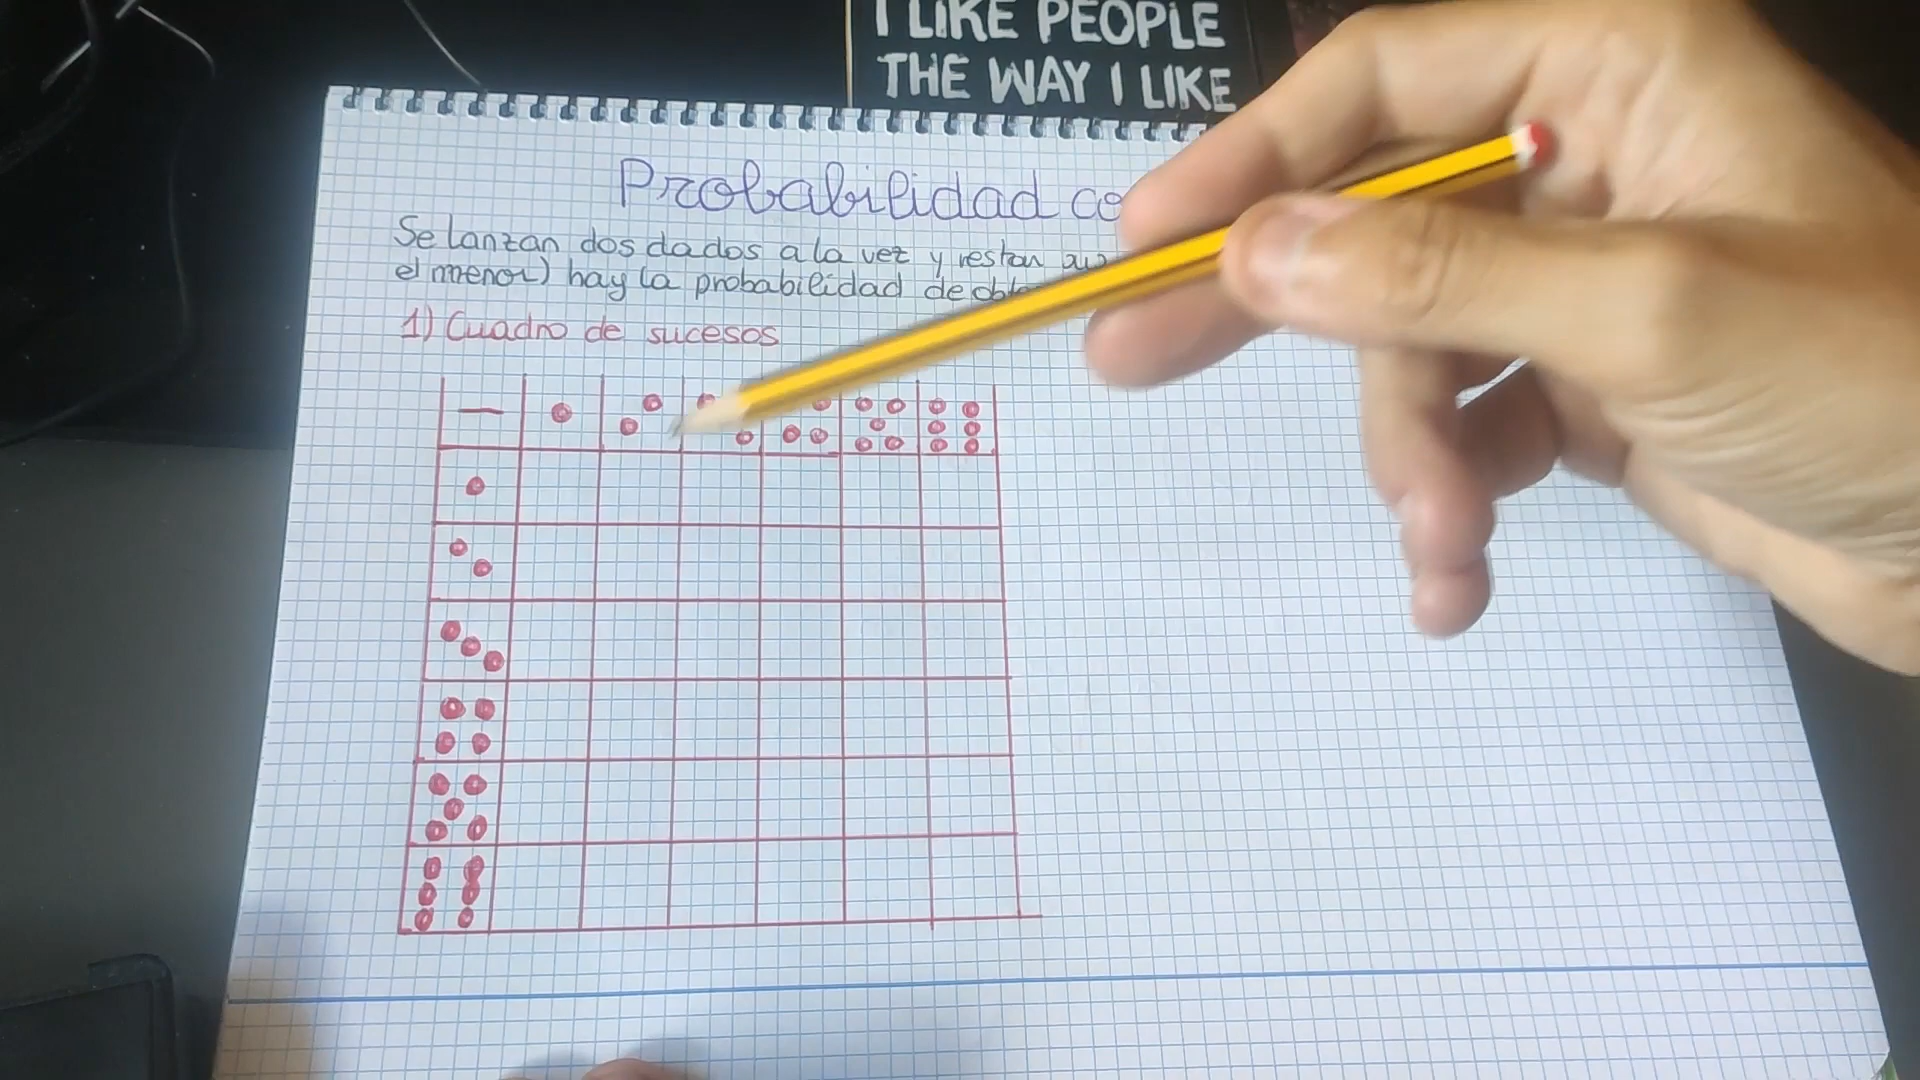 I LIKE PEOPLE
THE WAY I LIKE
Probabilidad co
Se lanzan dos dados a la vez y restan
el menor) hay la probabilidad de
1) Cuadro de sucesos